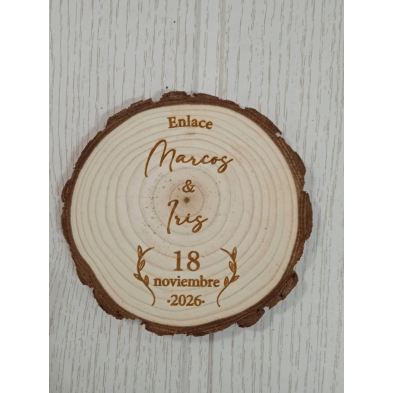 Enlace
Marcos
&
Iris
18
noviembre
·2026·